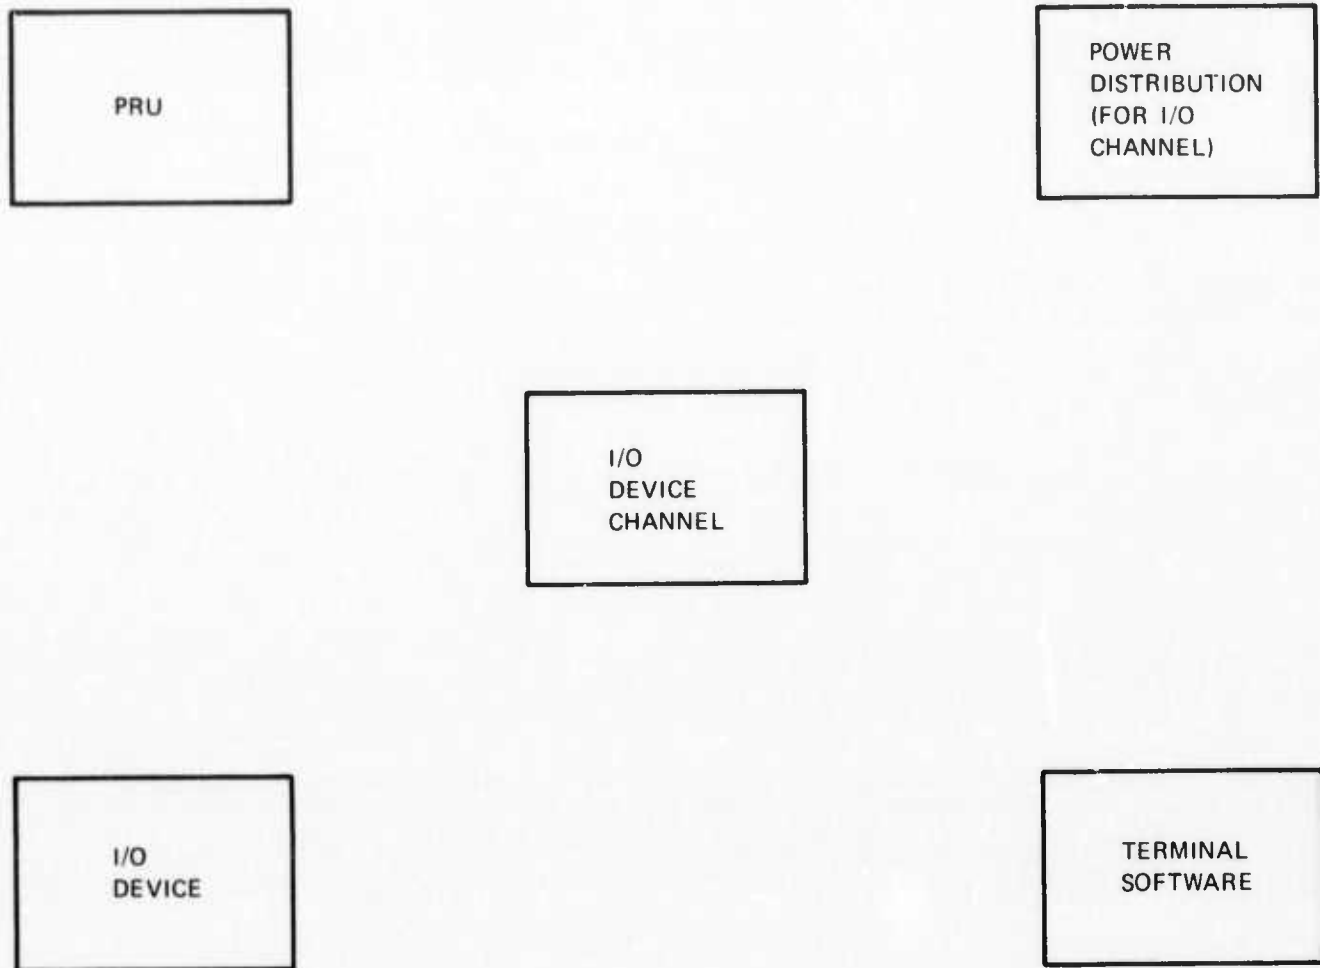 PRU
POWER
DISTRIBUTION
(FOR I/O
CHANNEL)
I/O
DEVICE
CHANNEL
I/O
DEVICE
TERMINAL
SOFTWARE